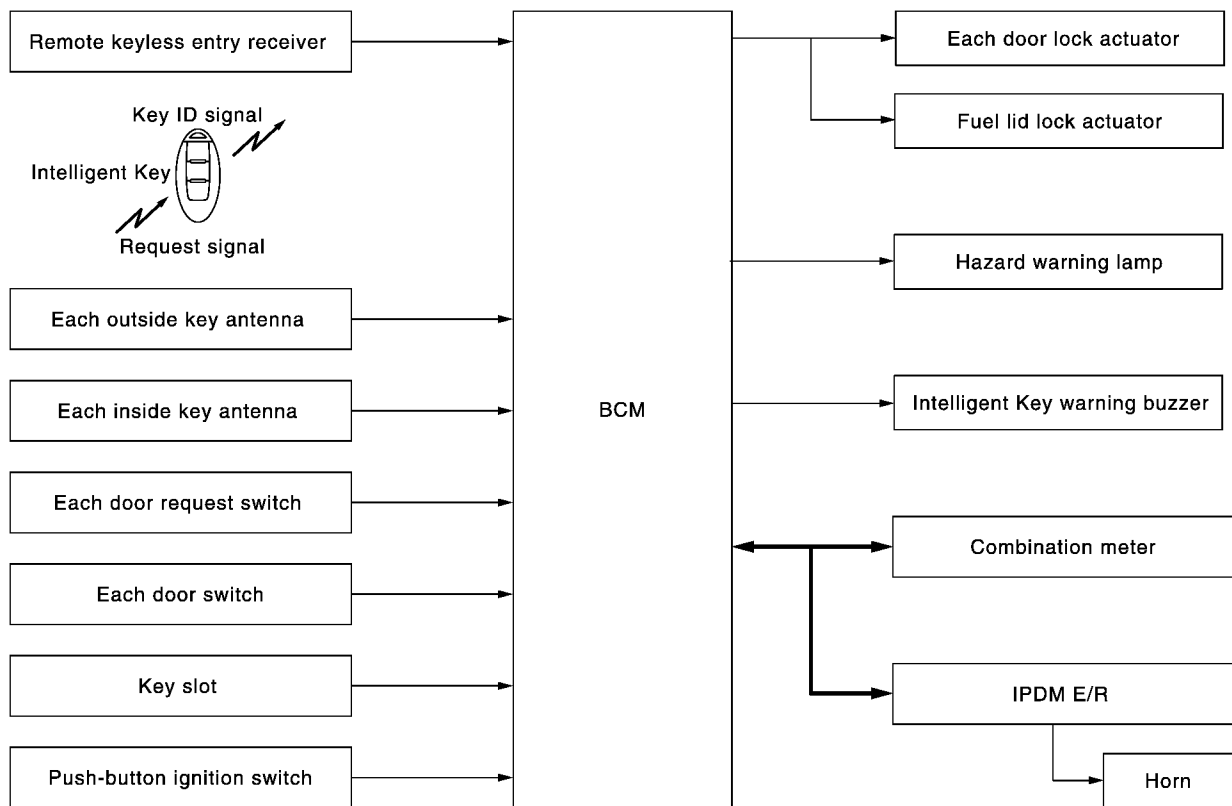 Remote keyless entry receiver
Key ID signal
Intelligent Key
Request signal
Each outside key antenna
Each inside key antenna
Each door request switch
Each door switch
Key slot
Push-button ignition switch
BCM
Each door lock actuator
Fuel lid lock actuator
Hazard warning lamp
Intelligent Key warning buzzer
Combination meter
IPDM E/R
Horn